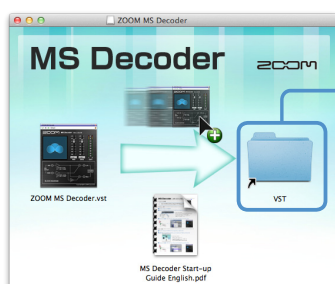 ZOOM MS Decoder
MS Decoder
ZOOM
ZOOM MS Decoder.vst
VST
MS Decoder Start-up
Guide English.pdf